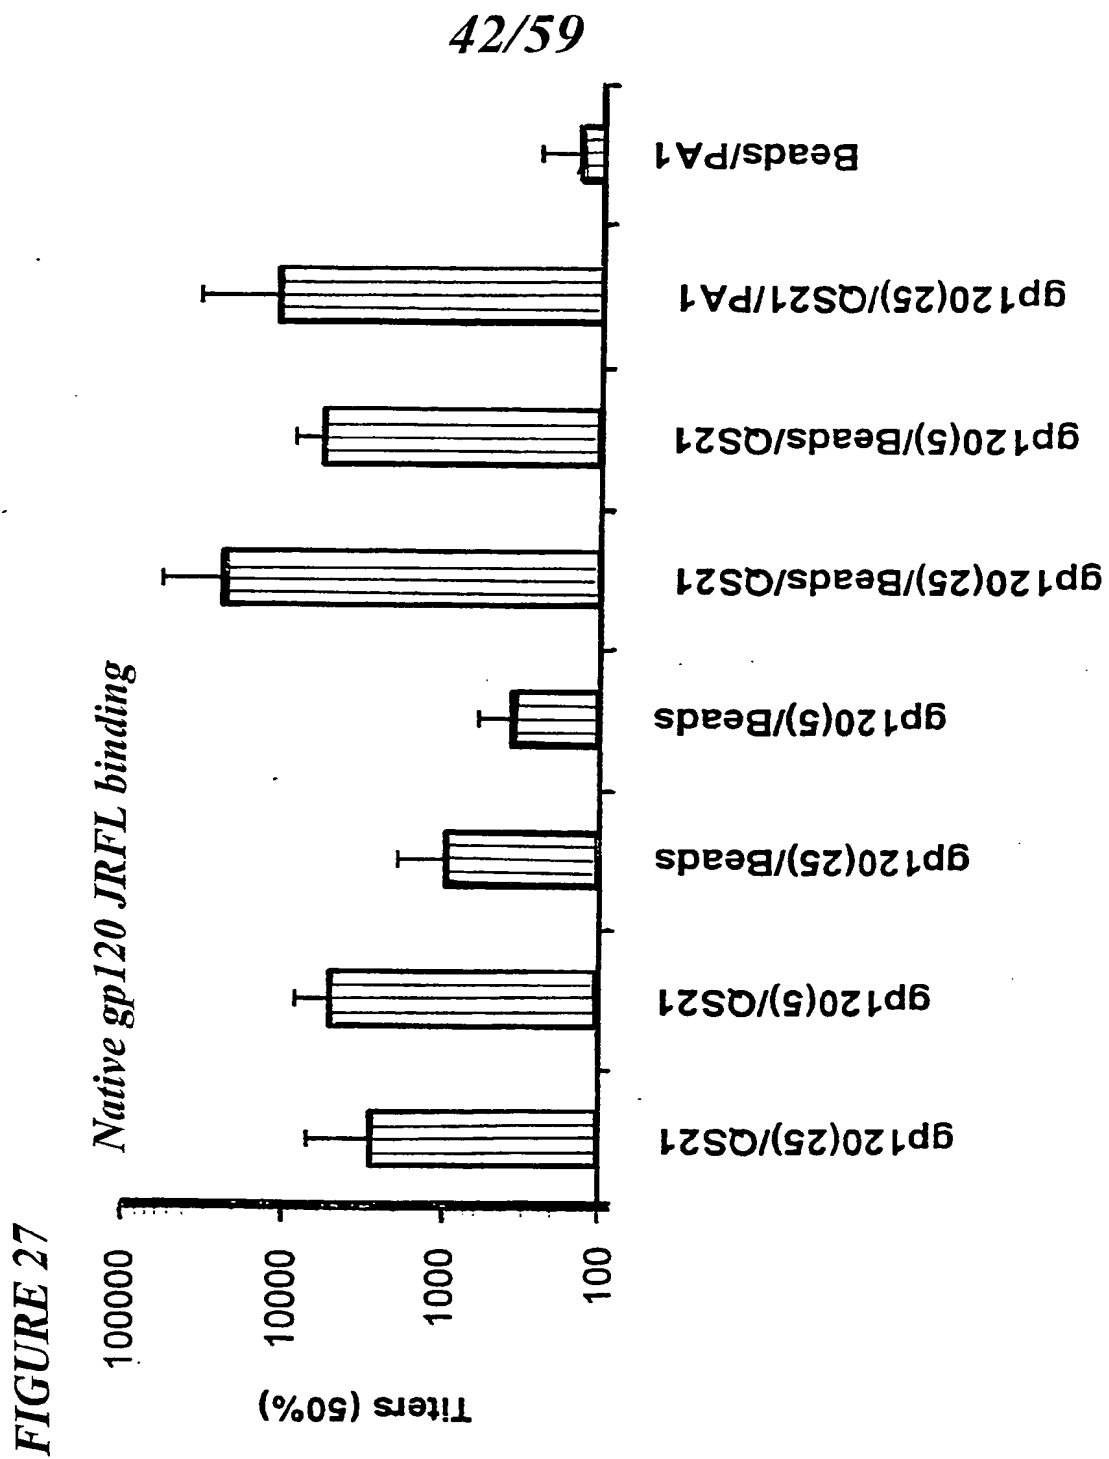 42/59
FIGURE 27
Native gp120 JRFL binding
Titers (50%)
100000
10000
1000
100
gp120(25)/QS21
gp120(5)/QS21
gp120(25)/Beads
gp120(5)/Beads
gp120(25)/Beads/QS21
gp120(5)/Beads/QS21
gp120(25)/QS21/PA1
Beads/PA1